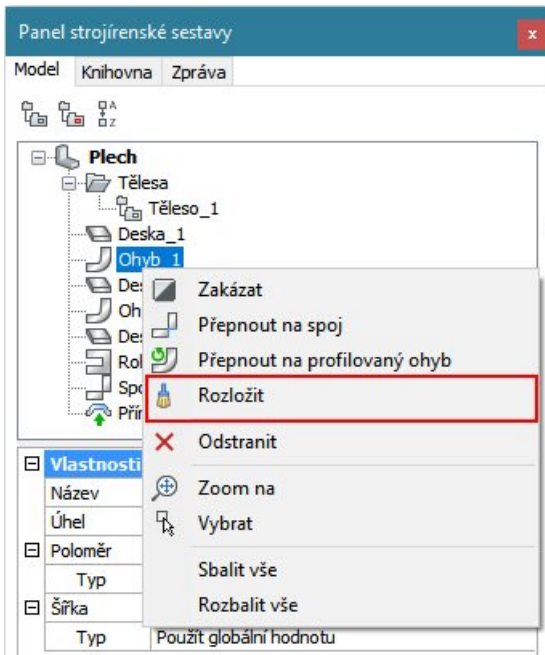 Panel strojírenské sestavy
x
Model Knihovna Zpráva
Plech
Tělesa
Těleso_1
Deska_1
Ohyb_1
Zakázat
Přepnout na spoj
Přepnout na profilovaný ohyb
Rozložit
Odstranit
Zoom na
Vybrat
Sbalit vše
Rozbalit vše
Vlastnosti
Název
Úhel
Poloměr
Typ
Šířka
Typ Použít globální hodnotu